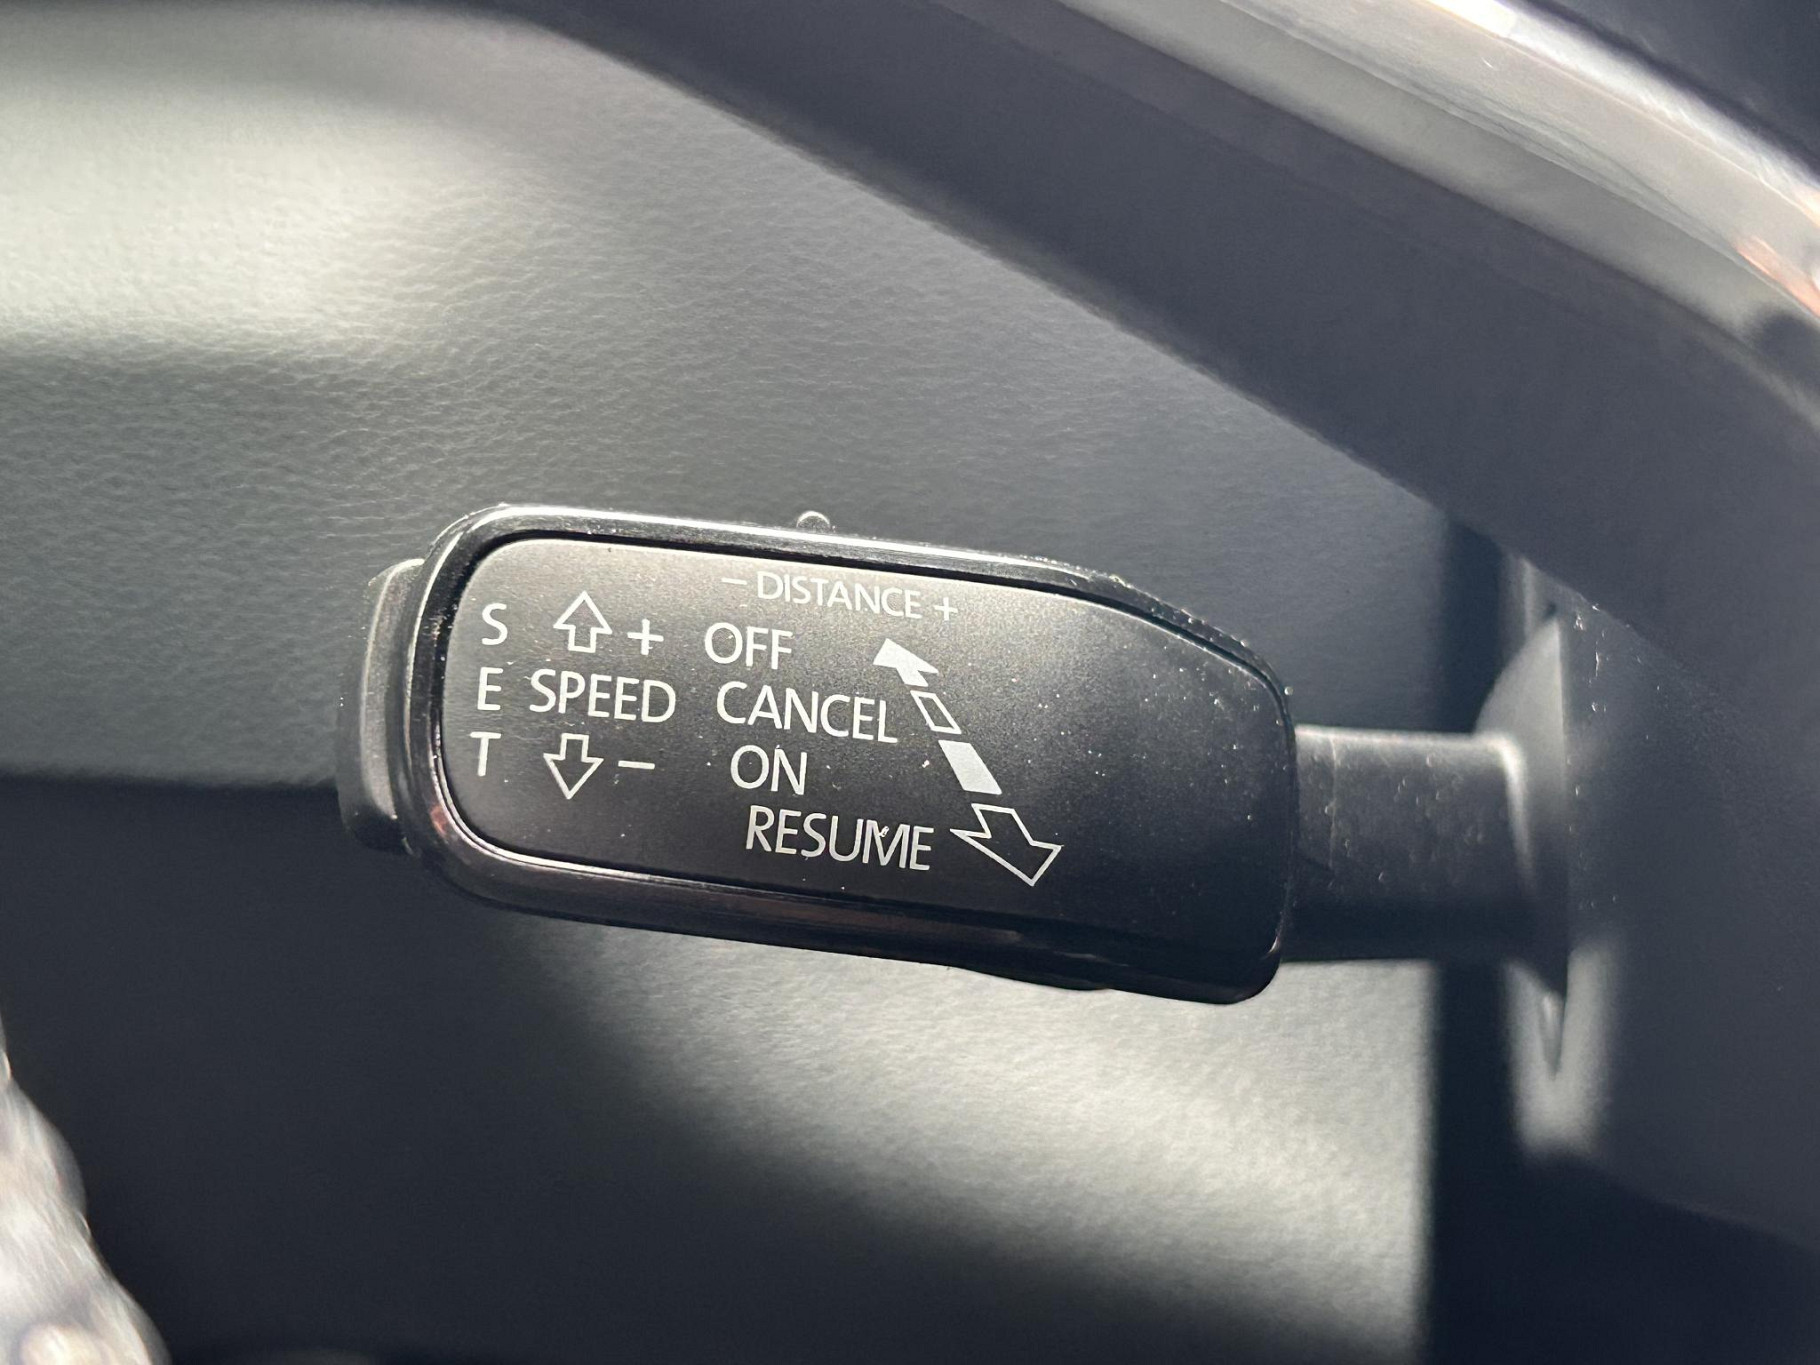 − DISTANCE +
S + OFF
E SPEED CANCEL
T − ON
RESUME